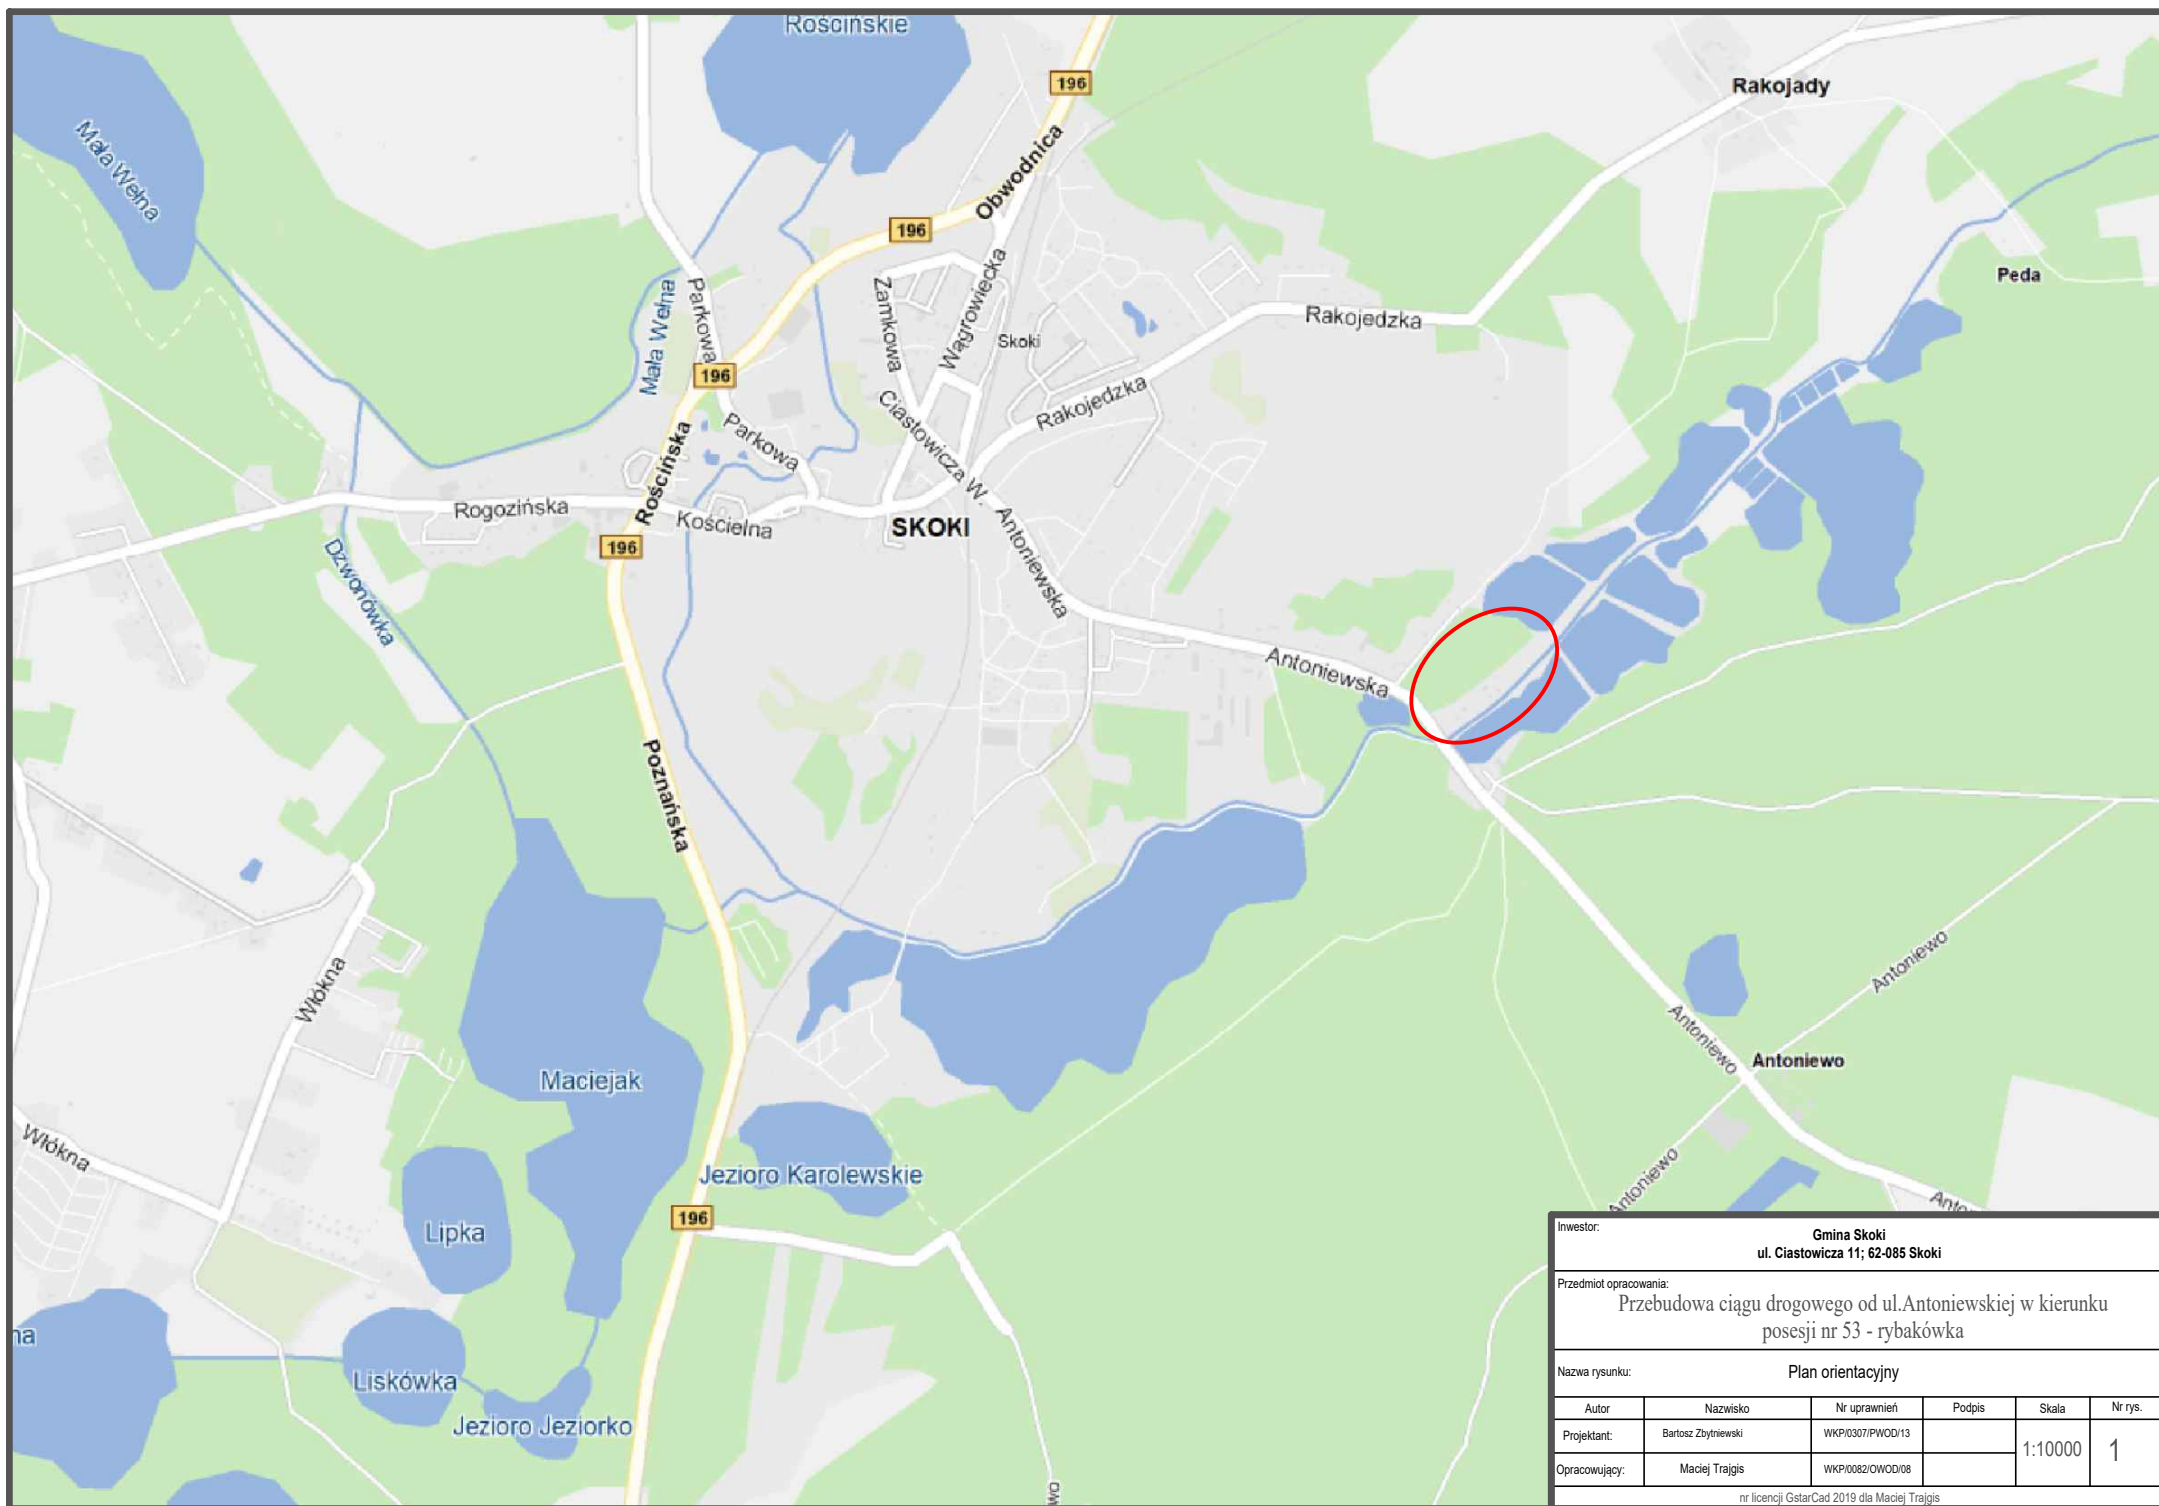 Rościńskie
196
Rakojady
Mała Wełna
Obwodnica
196
Peda
Mała Wełna
Parkowa
Zamkowa
Wągrowiecka
Rakojedzka
Skoki
196
Rakojedzka
Ciastowicza W.
Parkowa
Rościńska
Rogozińska
Kościelna
SKOKI
Antoniewska
196
Dzwonówka
Antoniewska
Poznańska
Antoniewo
Włókna
Antoniewo
Antoniewo
Maciejak
Włókna
Jezioro Karolewskie
Antoniewo
Anto
196
Lipka
na
Liskówka
Jezioro Jeziorko
wo
Inwestor:
Gmina Skoki
ul. Ciastowicza 11; 62-085 Skoki
Przedmiot opracowania:
Przebudowa ciągu drogowego od ul.Antoniewskiej w kierunku
posesji nr 53 - rybakówka
Nazwa rysunku: Plan orientacyjny
Autor Nazwisko Nr uprawnień Podpis Skala Nr rys.
Projektant: Bartosz Zbytniewski WKP/0307/PWOD/13 1:10000 1
Opracowujący: Maciej Trajgis WKP/0082/OWOD/08
nr licencji GstarCad 2019 dla Maciej Trajgis